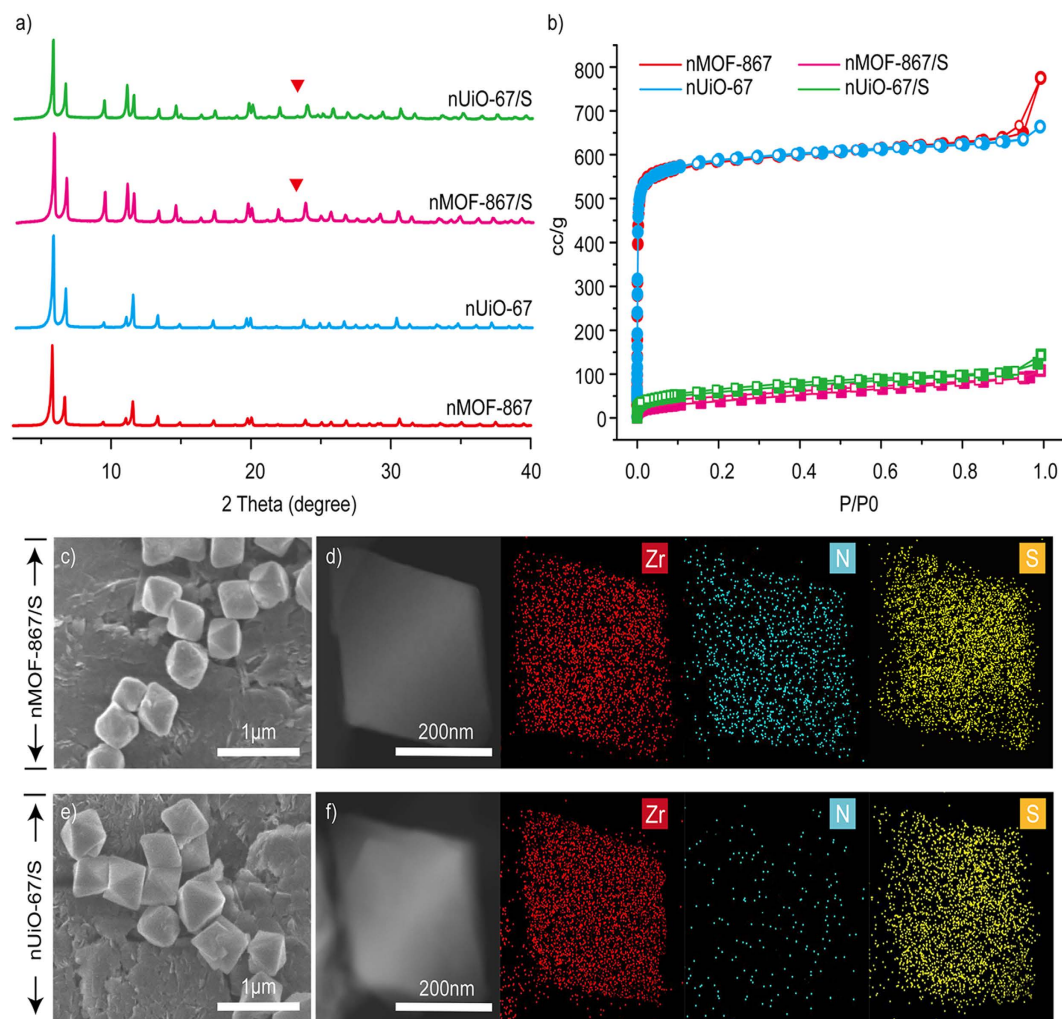 a)
nUiO-67/S
nMOF-867/S
nUiO-67
nMOF-867
10 20 30 40
2 Theta (degree)
b)
nMOF-867 nMOF-867/S
nUiO-67 nUiO-67/S
800
700
600
500
400
300
200
100
0
cc/g
0.0 0.2 0.4 0.6 0.8 1.0
P/P0
nMOF-867/S
c)
1µm
d)
200nm
Zr
N
S
nUiO-67/S
e)
1µm
f)
200nm
Zr
N
S